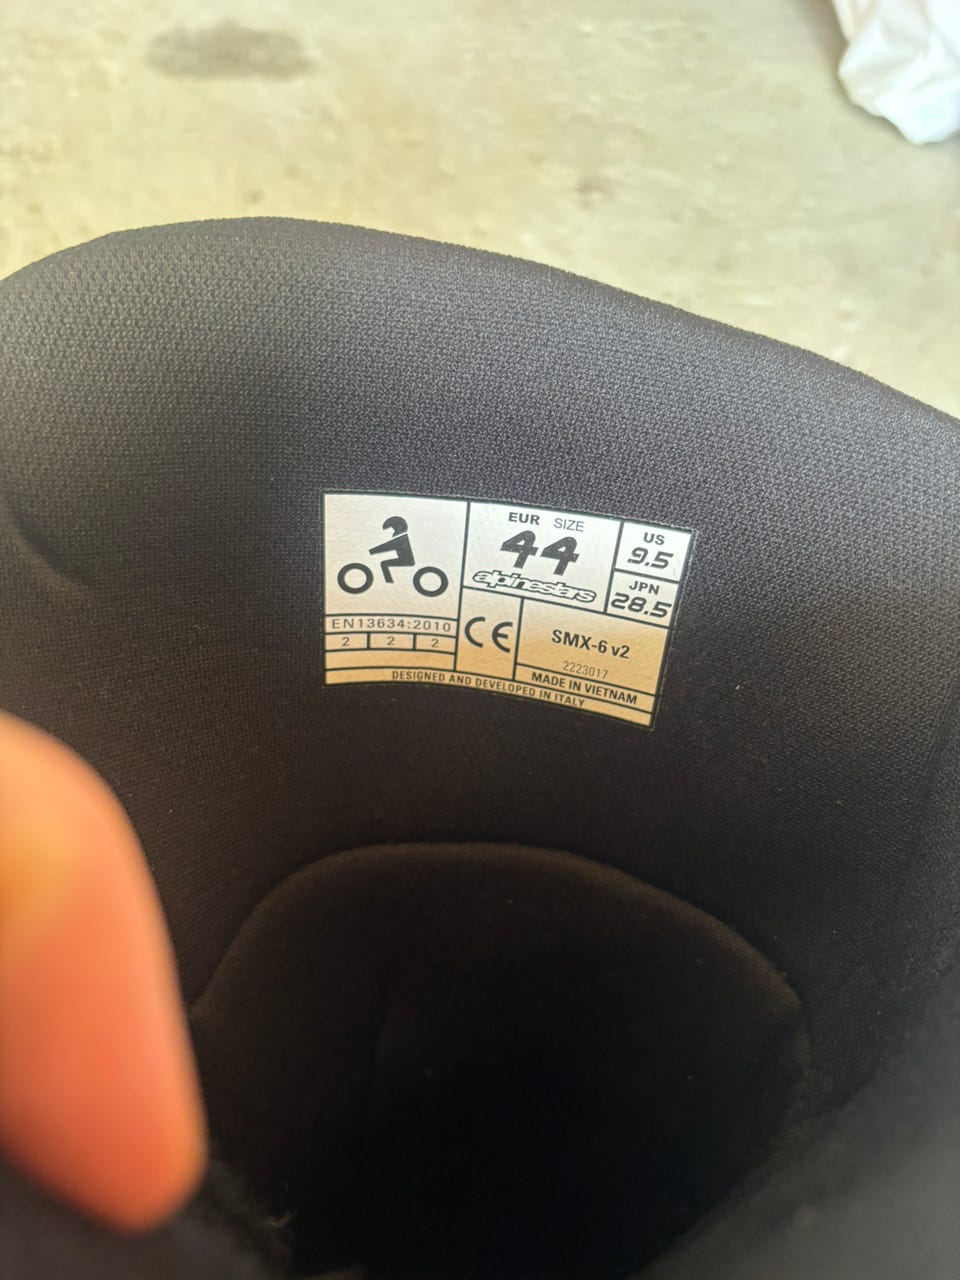 EUR SIZE
44
alpinestars
US
9.5
JPN
28.5
EN13634:2010
2 2 2
CE
SMX-6 v2
2223017
MADE IN VIETNAM
DESIGNED AND DEVELOPED IN ITALY